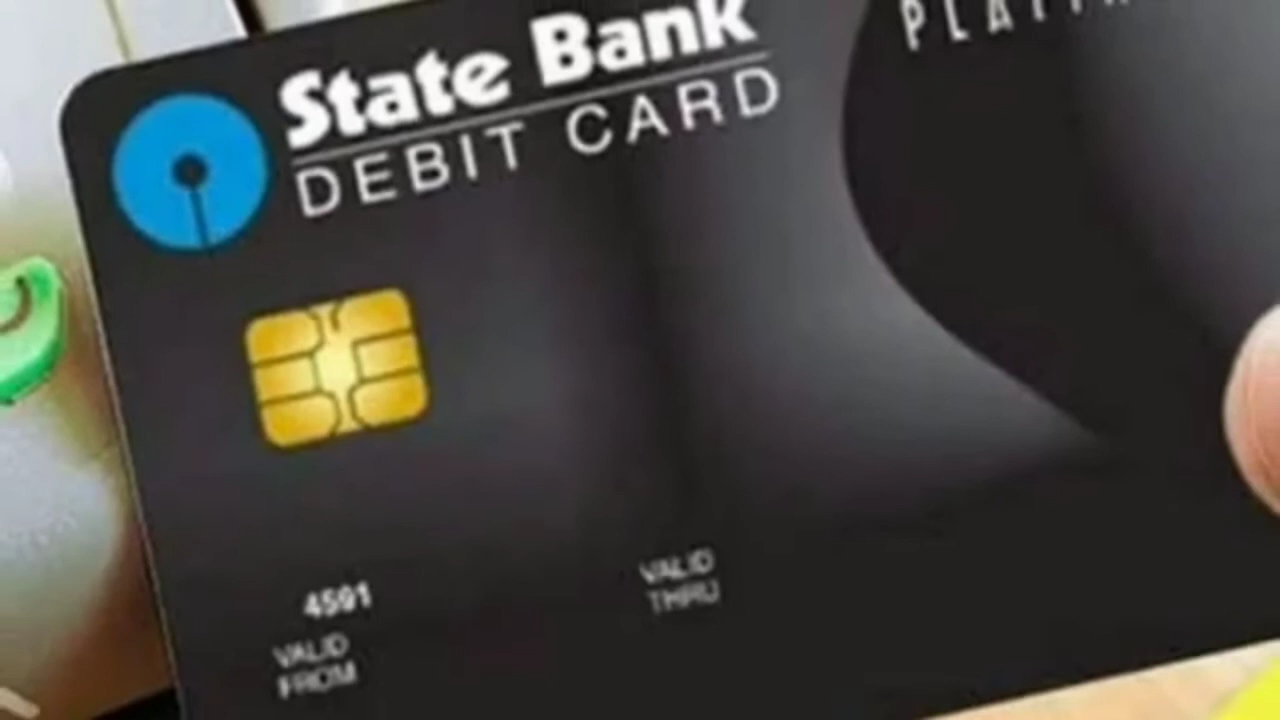 State Bank
DEBIT CARD
4591
VALID
FROM
VALID
THRU